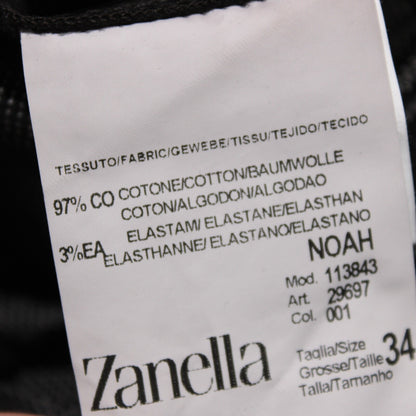 TESSUTO/FABRIC/GEWEBE/TISSU/TEJIDO/TECIDO
97% CO COTONE/COTTON/BAUMWOLLE
COTON/ALGODON/ALGODAO
3%EA ELASTAM/ELASTANE/ELASTHAN
ELASTHANNE/ELASTANO/ELASTANO
NOAH
Mod. 113843
Art. 29697
Col. 001
Zanella
Taglia/Size
Grosse/Taille 34
Talla/Tamanho